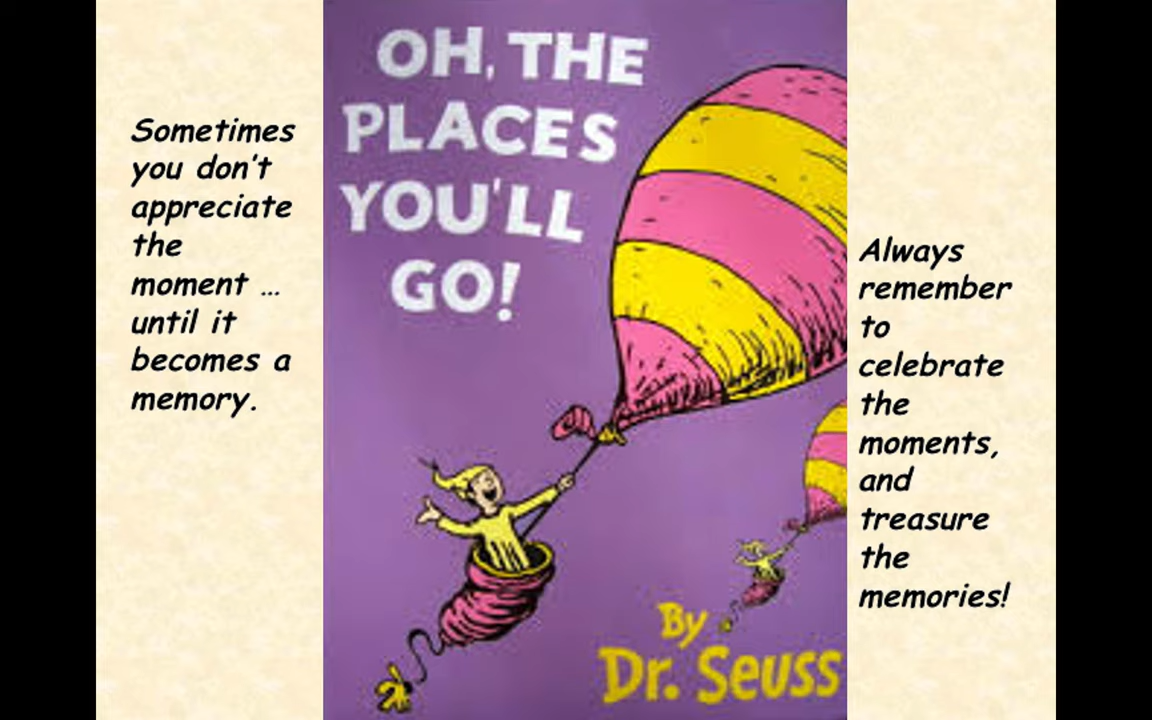 Sometimes
you don't
appreciate
the
moment …
until it
becomes a
memory.
OH, THE
PLACES
YOU'LL
GO!
By
Dr. Seuss
Always
remember
to
celebrate
the
moments,
and
treasure
the
memories!